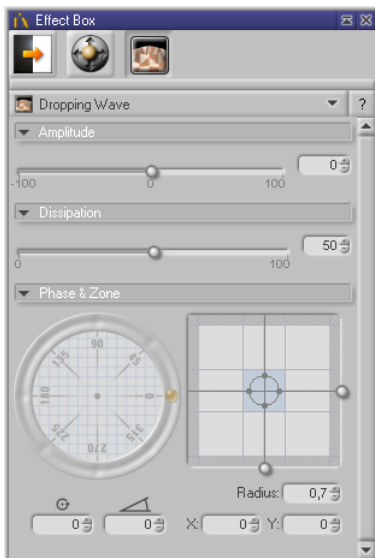 Effect Box
Dropping Wave ?
Amplitude
0
-100 0 100
Dissipation
50
0 100
Phase & Zone
90
135 45
180 0
225 315
270
Radius: 0,7
0 0 X: 0 Y: 0